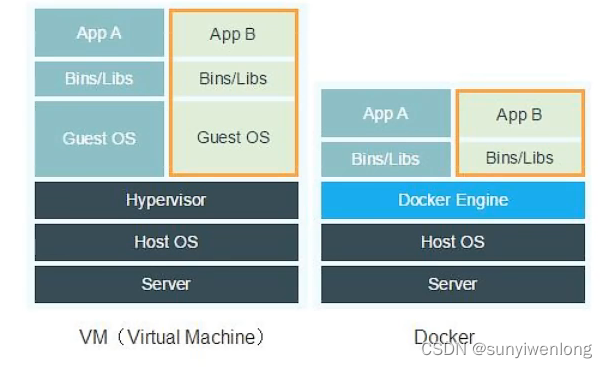 App A
App B
Bins/Libs
Bins/Libs
Guest OS
Guest OS
Hypervisor
Host OS
Server
VM（Virtual Machine）
App A
App B
Bins/Libs
Bins/Libs
Docker Engine
Host OS
Server
Docker
CSDN @sunyiwenlong